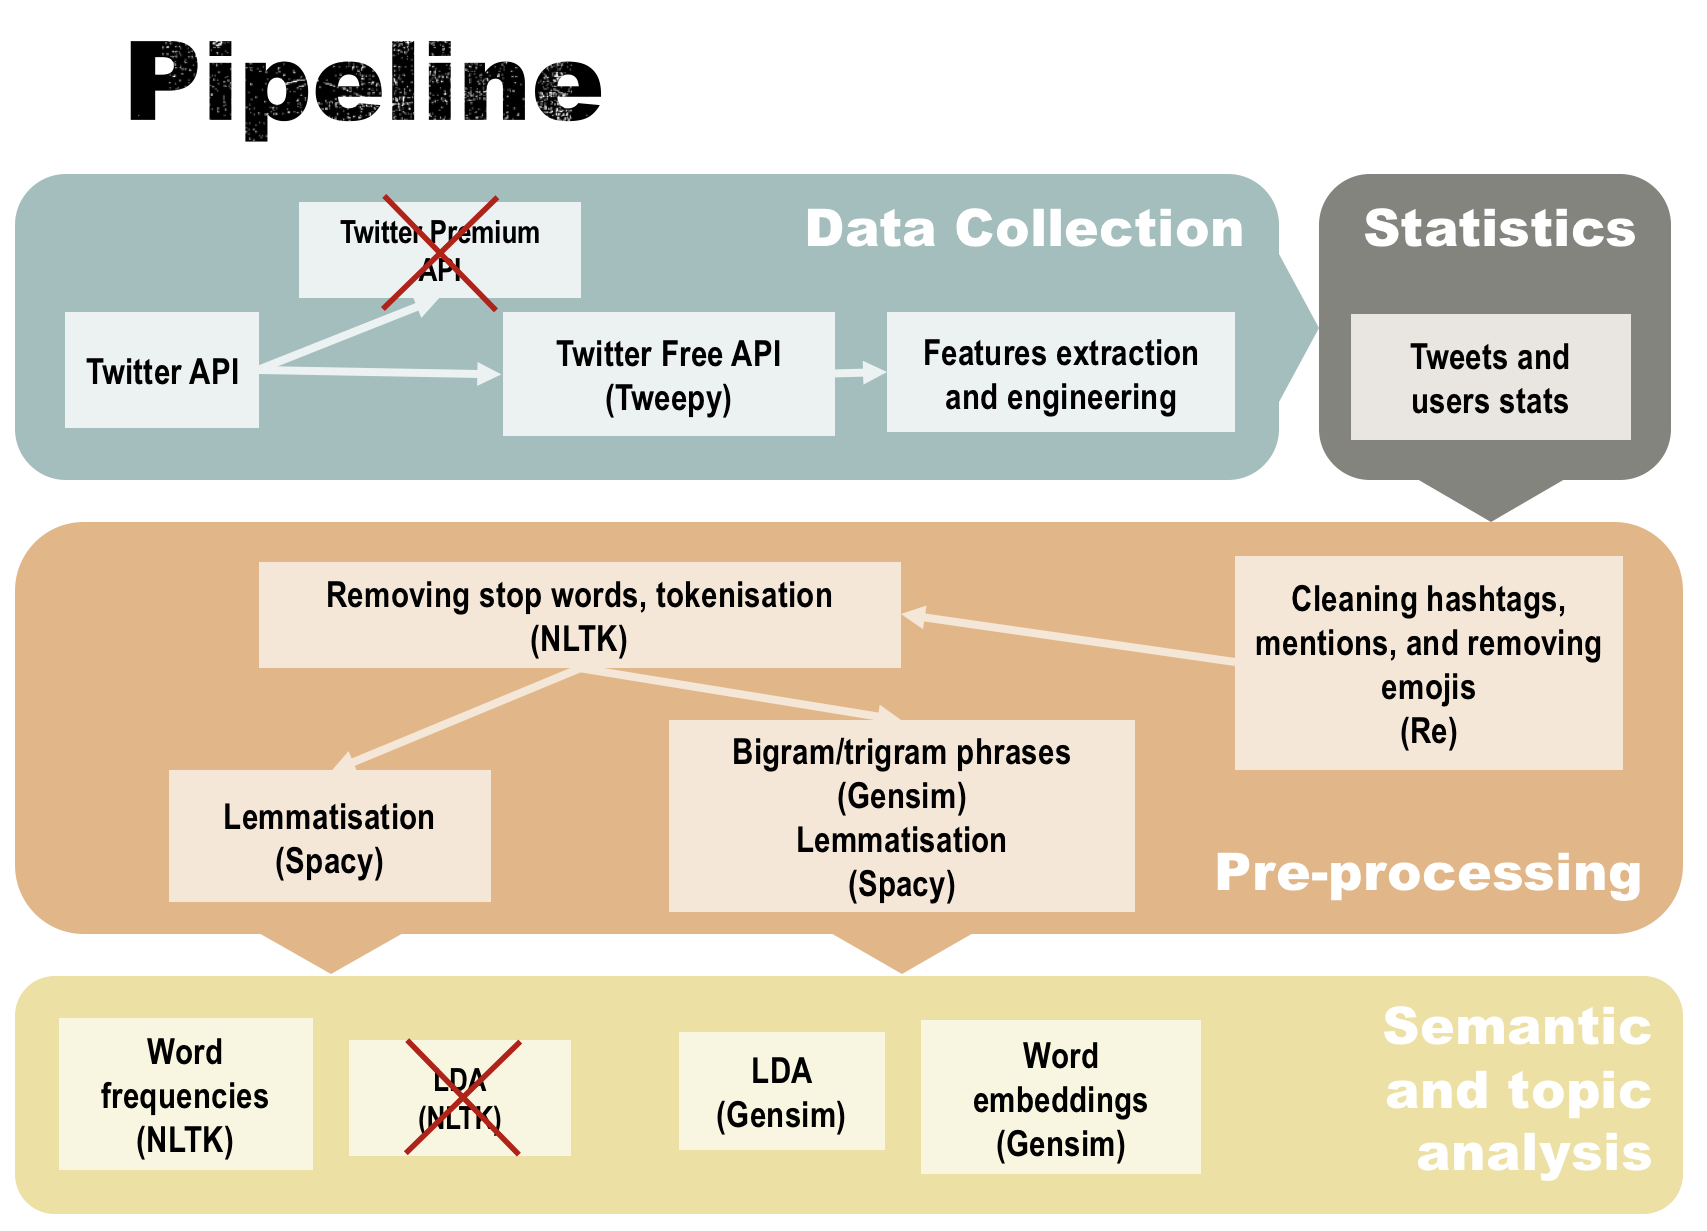 Pipeline
Data Collection
Twitter Premium
API
Twitter API
Twitter Free API
(Tweepy)
Features extraction
and engineering
Statistics
Tweets and
users stats
Cleaning hashtags,
mentions, and removing
emojis
(Re)
Removing stop words, tokenisation
(NLTK)
Lemmatisation
(Spacy)
Bigram/trigram phrases
(Gensim)
Lemmatisation
(Spacy)
Pre-processing
Word
frequencies
(NLTK)
LDA
(NLTK)
LDA
(Gensim)
Word
embeddings
(Gensim)
Semantic
and topic
analysis